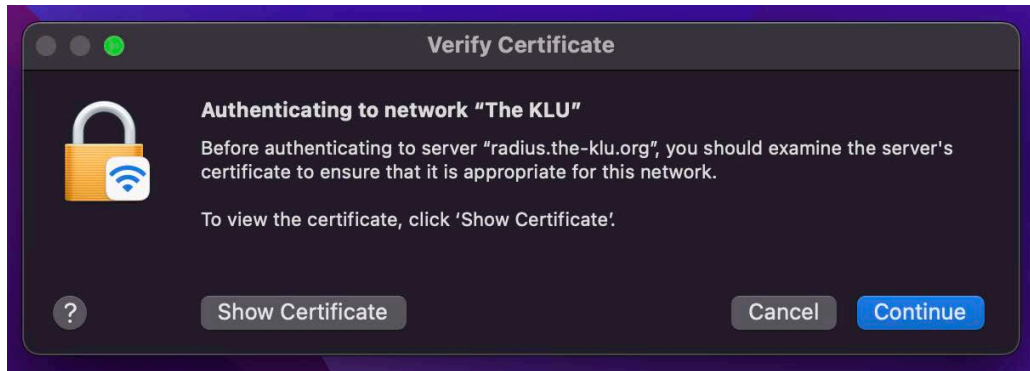 Verify Certificate
Authenticating to network “The KLU”
Before authenticating to server “radius.the-klu.org”, you should examine the server's
certificate to ensure that it is appropriate for this network.
To view the certificate, click ‘Show Certificate’.
? Show Certificate Cancel Continue